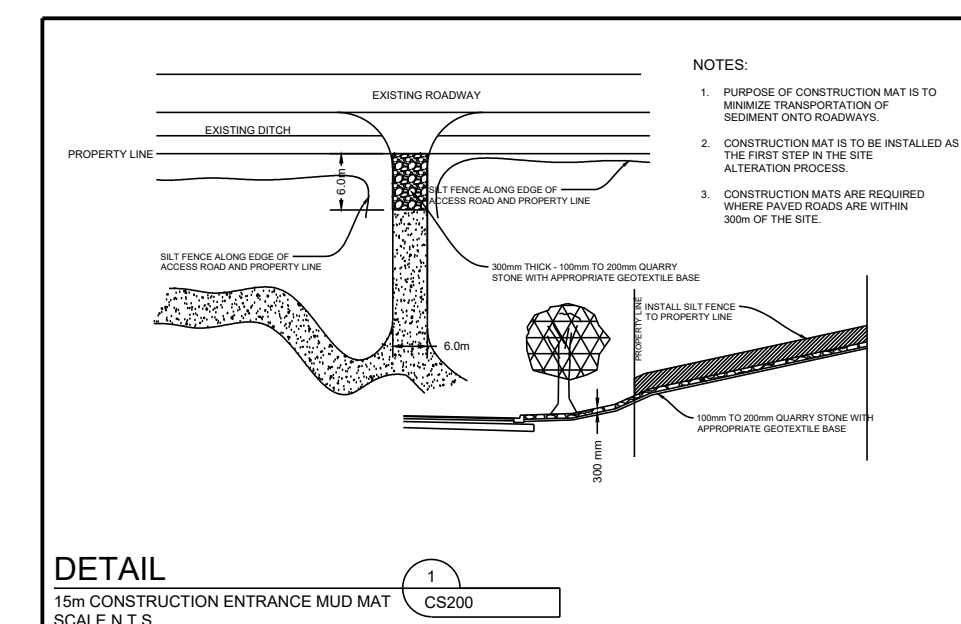 EXISTING ROADWAY
EXISTING DITCH
PROPERTY LINE
6.0m
SILT FENCE ALONG EDGE OF
ACCESS ROAD AND PROPERTY LINE
SILT FENCE ALONG EDGE OF
ACCESS ROAD AND PROPERTY LINE
300mm THICK - 100mm TO 200mm QUARRY
STONE WITH APPROPRIATE GEOTEXTILE BASE
6.0m
NOTES:
1. PURPOSE OF CONSTRUCTION MAT IS TO
MINIMIZE TRANSPORTATION OF
SEDIMENT ONTO ROADWAYS.
2. CONSTRUCTION MAT IS TO BE INSTALLED AS
THE FIRST STEP IN THE SITE
ALTERATION PROCESS.
3. CONSTRUCTION MATS ARE REQUIRED
WHERE PAVED ROADS ARE WITHIN
300m OF THE SITE.
PROPERTY LINE
INSTALL SILT FENCE
TO PROPERTY LINE
100mm TO 200mm QUARRY STONE WITH
APPROPRIATE GEOTEXTILE BASE
300 mm
DETAIL
1
15m CONSTRUCTION ENTRANCE MUD MAT
CS200
SCALE N.T.S.